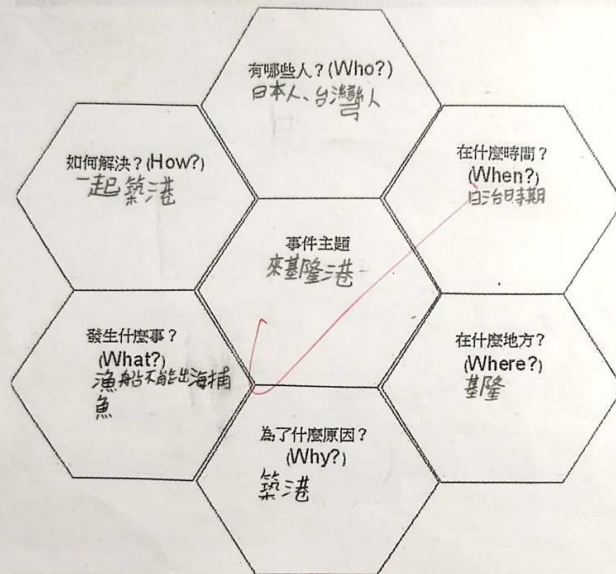 有哪些人？(Who?)
日本人、台灣人
如何解決？(How?)
一起築港
在什麼時間？
(When?)
日治時期
事件主題
來基隆港
發生什麼事？
(What?)
漁船不能出海捕
魚
在什麼地方？
(Where?)
基隆
為了什麼原因？
(Why?)
築港